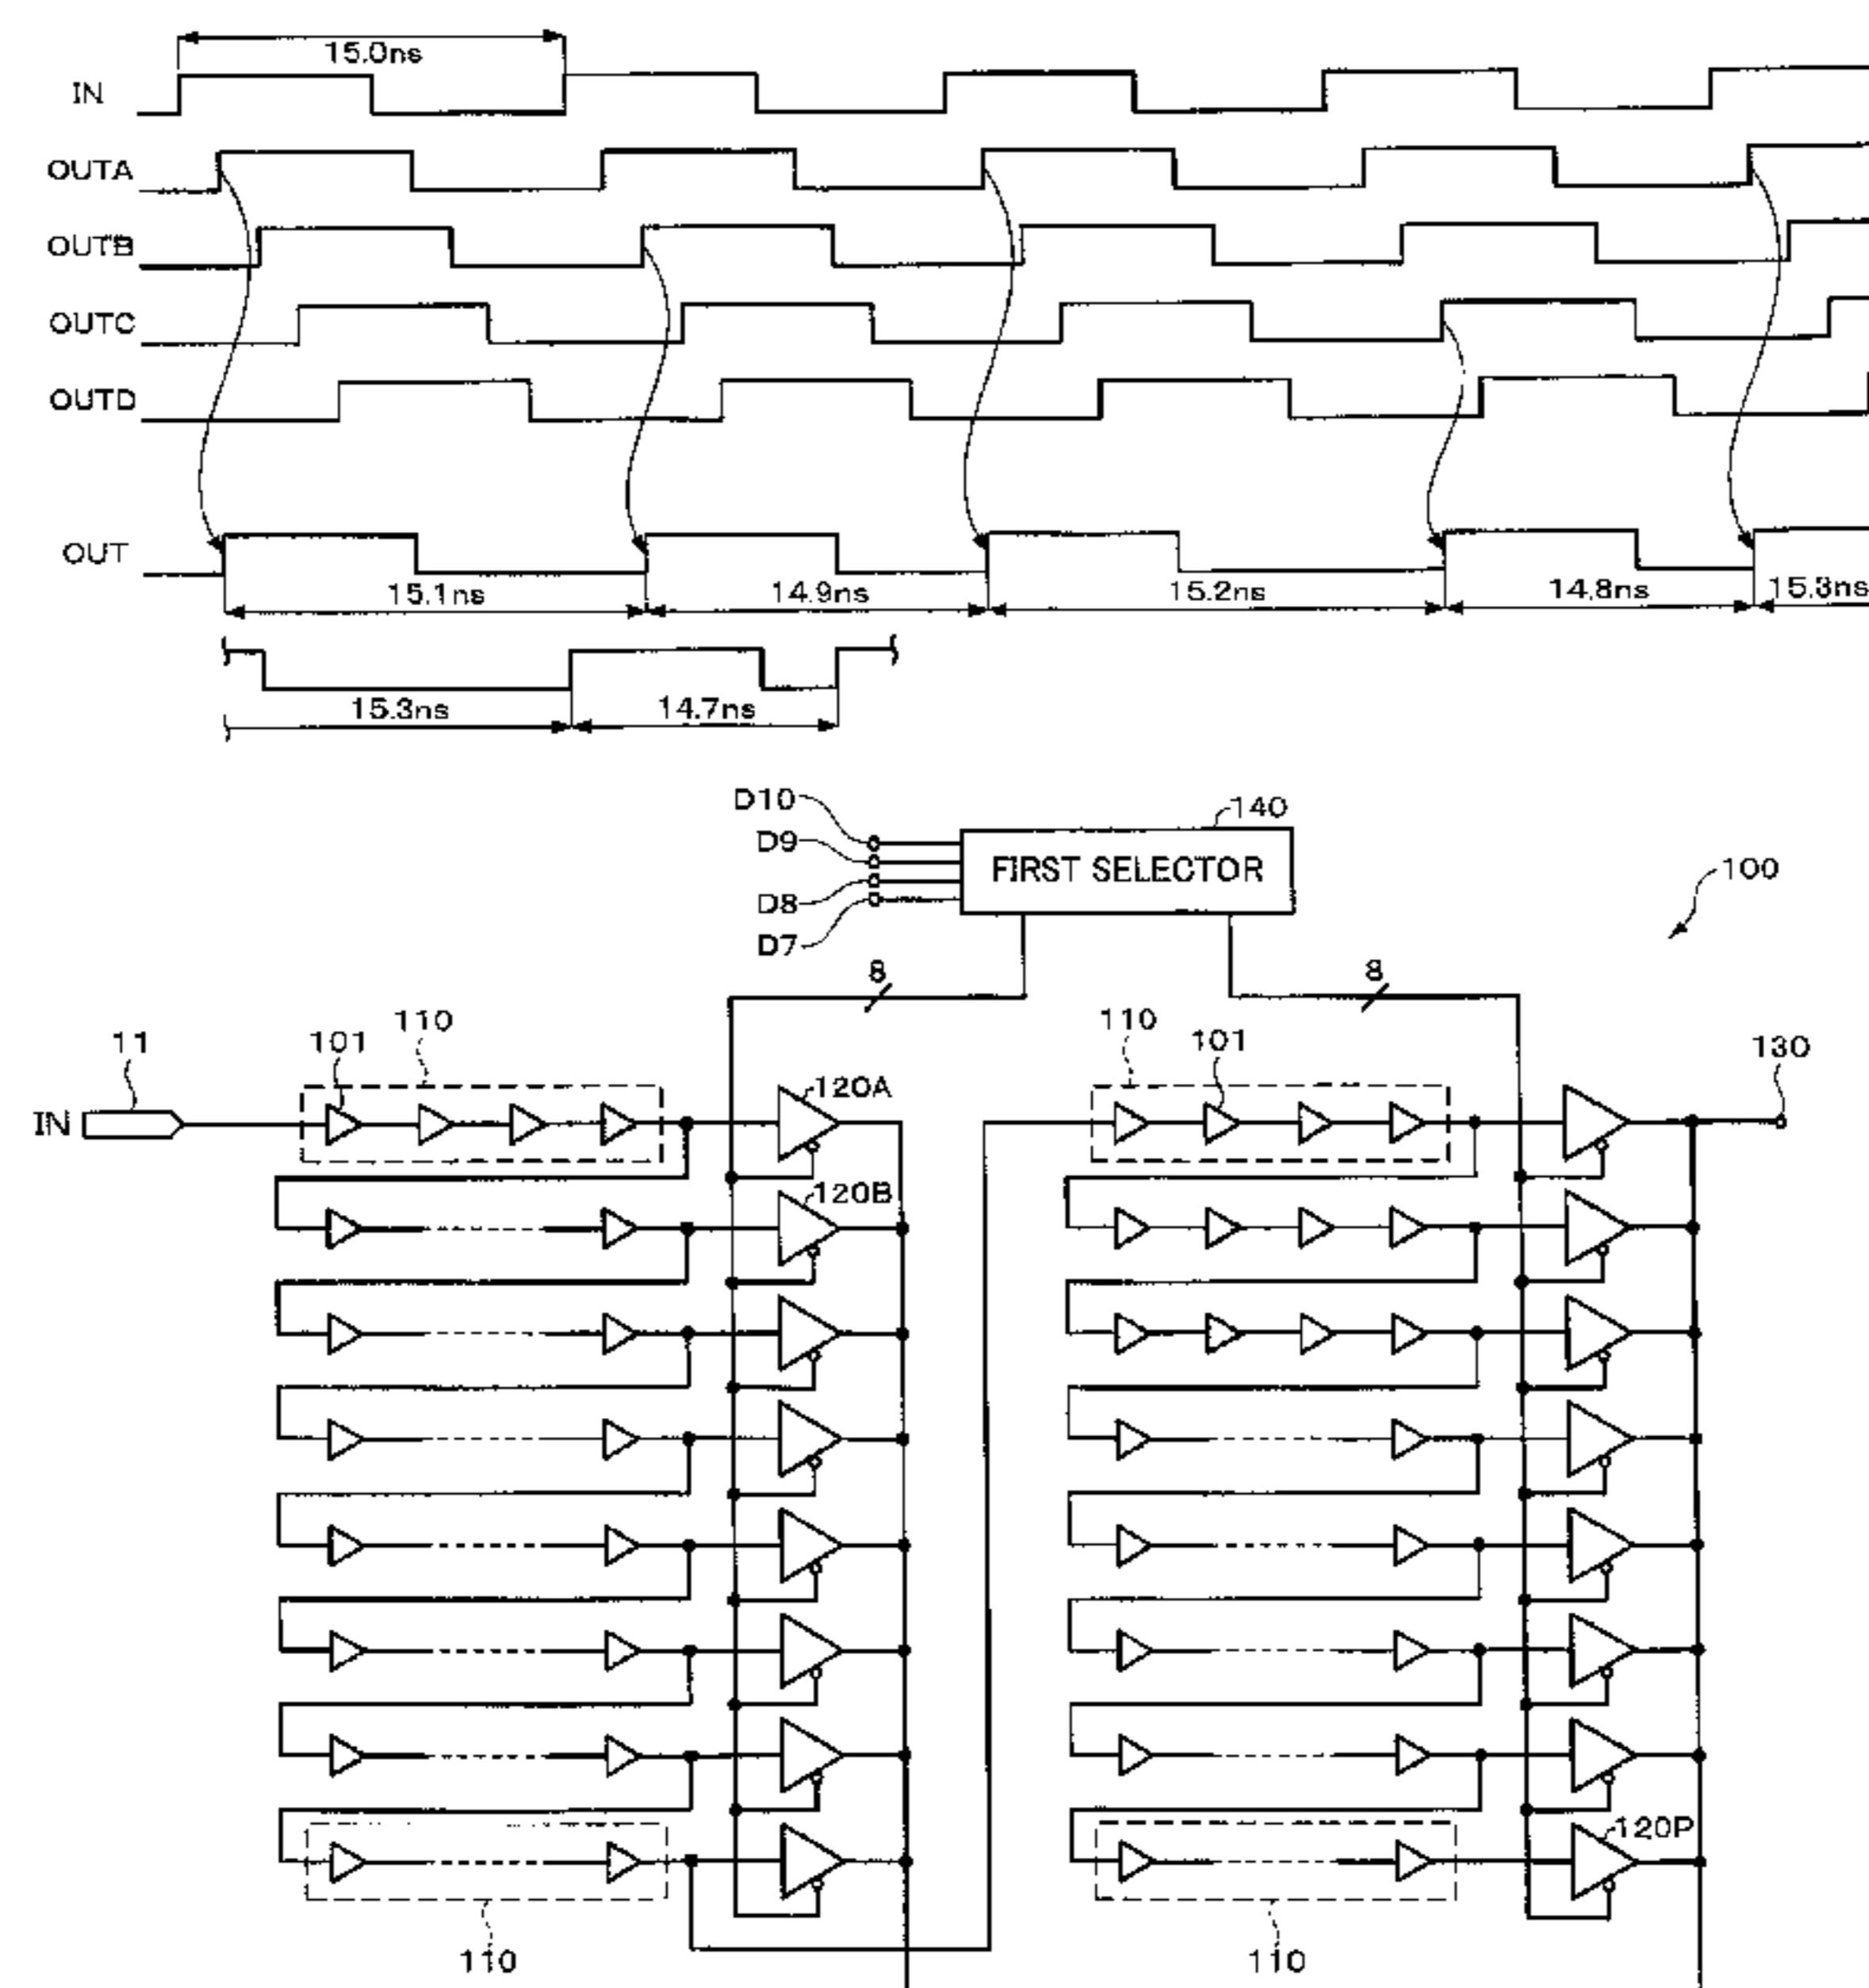 15.0ns
IN
OUTA
OUTB
OUTC
OUTD
OUT
15.1ns 14.9ns 15.2ns 14.8ns 15.3ns
15.3ns 14.7ns
D10
D9
D8
D7
140
FIRST SELECTOR
100
8 8
11
IN
101
110
120A
120B
110
101
130
120P
110
110